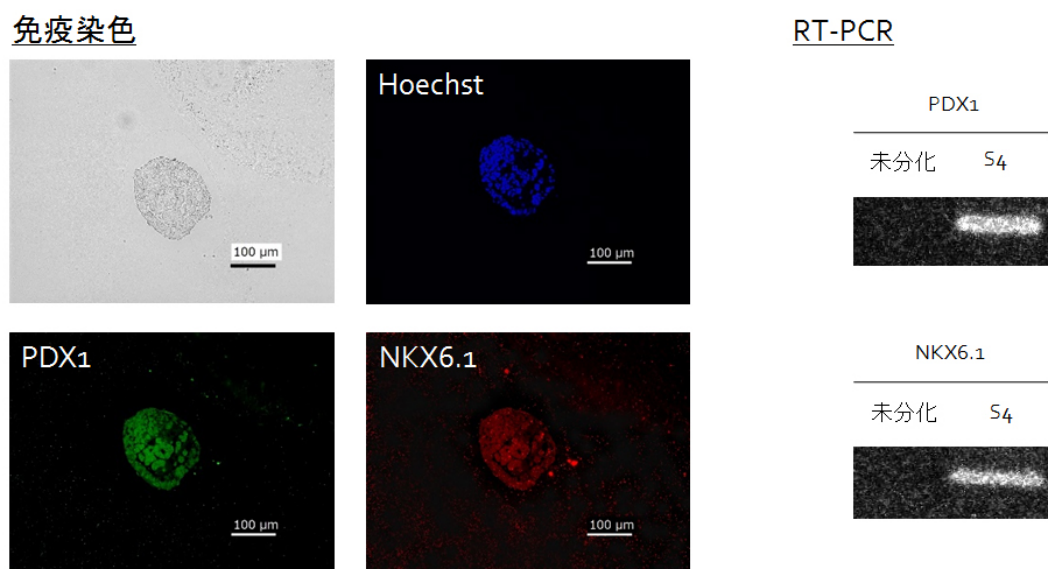 免疫染色
RT-PCR
Hoechst
100 µm
100 µm
PDX1
NKX6.1
100 µm
100 µm
PDX1
未分化 S4
NKX6.1
未分化 S4